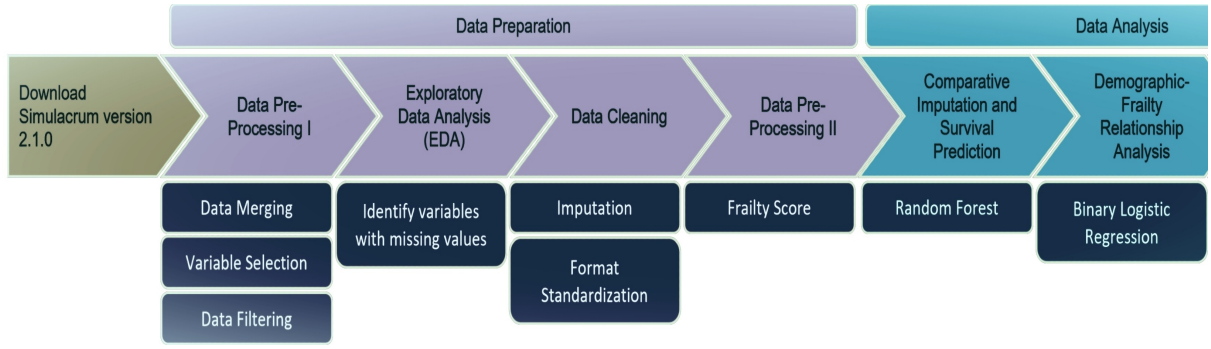 Data Preparation
Data Analysis
Download
Simulacrum version
2.1.0
Data Pre-
Processing I
Exploratory
Data Analysis
(EDA)
Data Cleaning
Data Pre-
Processing II
Comparative
Imputation and
Survival
Prediction
Demographic-
Frailty
Relationship
Analysis
Data Merging
Variable Selection
Data Filtering
Identify variables
with missing values
Imputation
Format
Standardization
Frailty Score
Random Forest
Binary Logistic
Regression